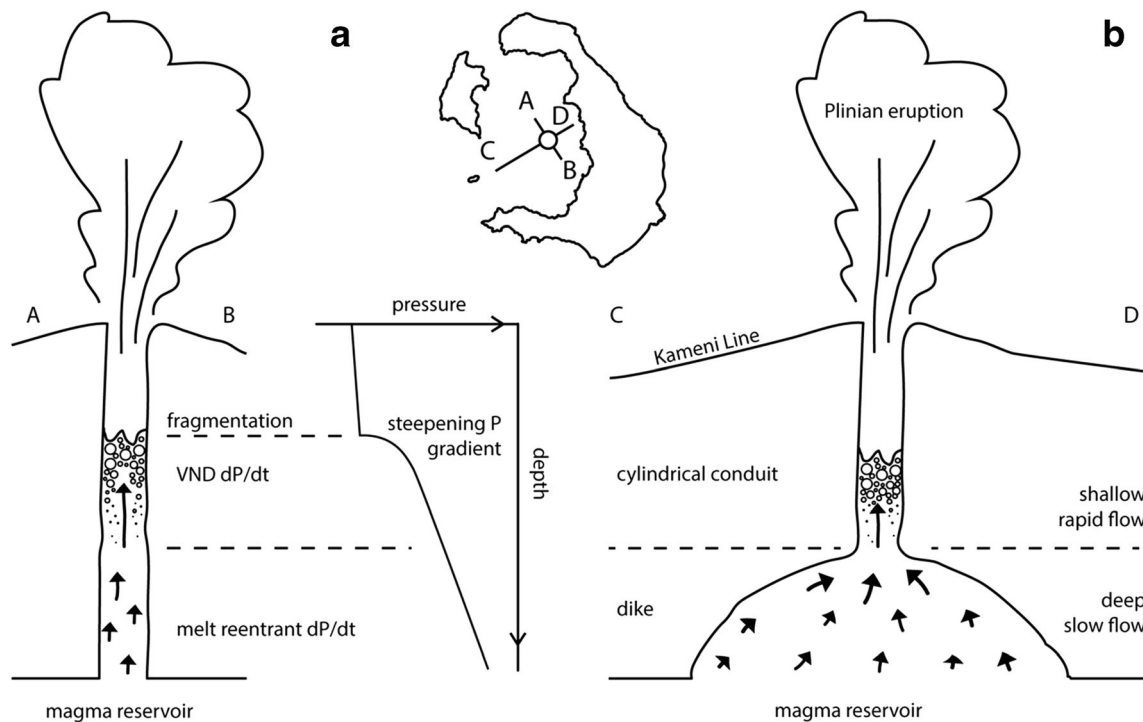 a
b
A
D
C
B
Plinian eruption
A
B
pressure
C
D
Kameni Line
fragmentation
steepening P
gradient
depth
VND dP/dt
cylindrical conduit
shallow
rapid flow
melt reentrant dP/dt
dike
deep
slow flow
magma reservoir
magma reservoir